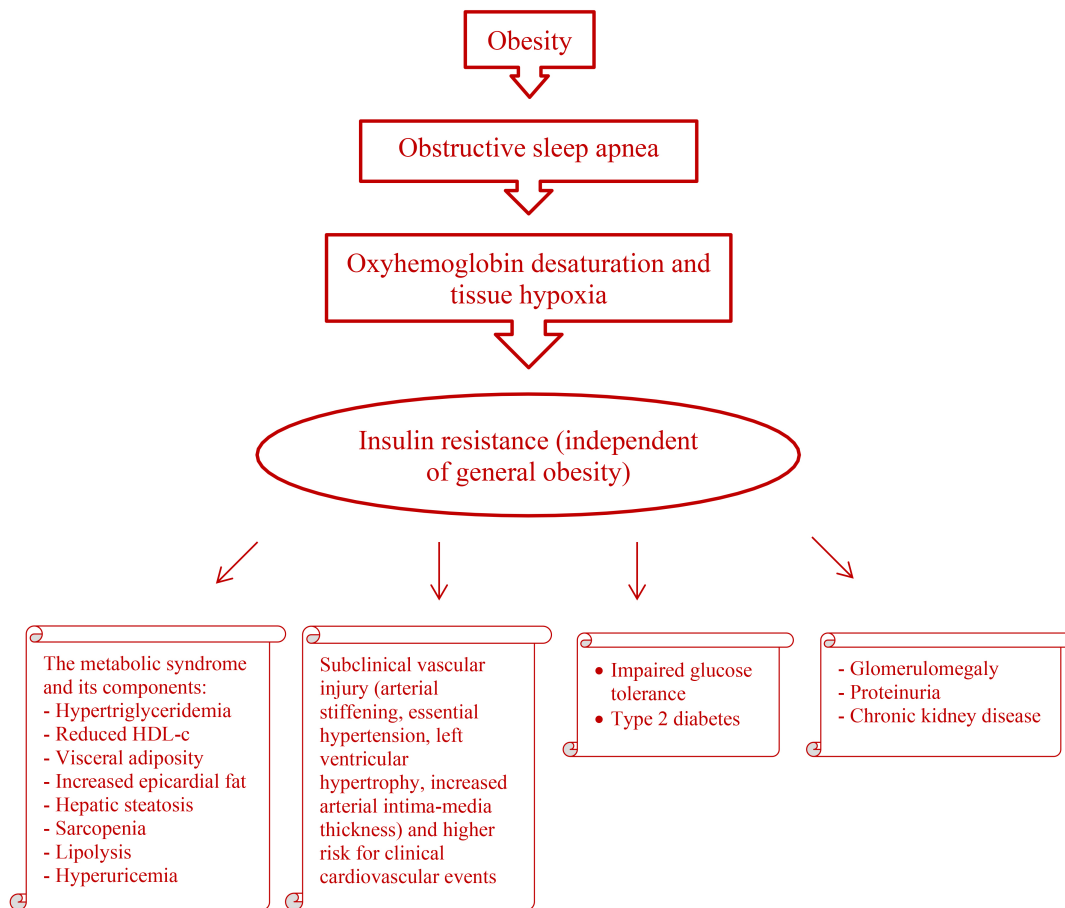 Obesity
Obstructive sleep apnea
Oxyhemoglobin desaturation and
tissue hypoxia
Insulin resistance (independent
of general obesity)
The metabolic syndrome
and its components:
- Hypertriglyceridemia
- Reduced HDL-c
- Visceral adiposity
- Increased epicardial fat
- Hepatic steatosis
- Sarcopenia
- Lipolysis
- Hyperuricemia
Subclinical vascular
injury (arterial
stiffening, essential
hypertension, left
ventricular
hypertrophy, increased
arterial intima-media
thickness) and higher
risk for clinical
cardiovascular events
• Impaired glucose
tolerance
• Type 2 diabetes
- Glomerulomegaly
- Proteinuria
- Chronic kidney disease